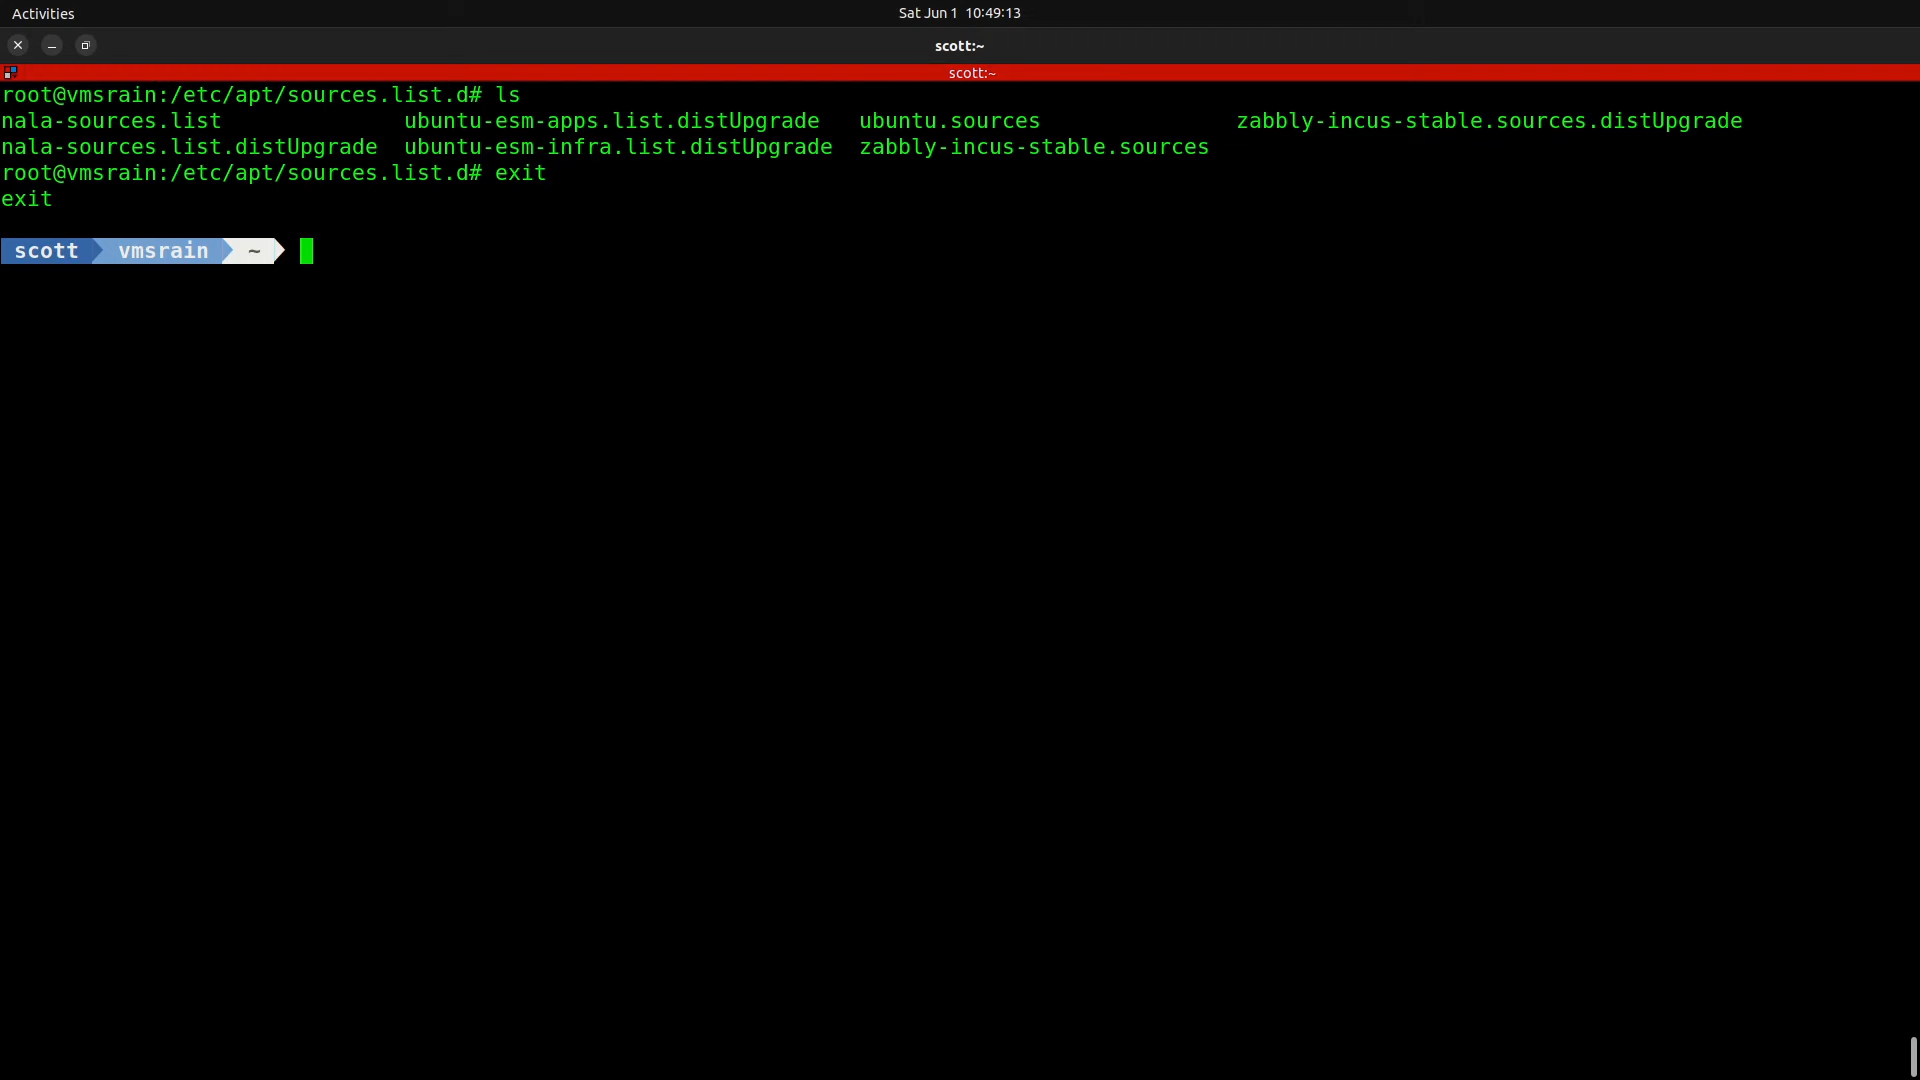 Activities
Sat Jun 1 10:49:13
scott:~
scott:~
root@vmsrain:/etc/apt/sources.list.d# ls
nala-sources.list ubuntu-esm-apps.list.distUpgrade ubuntu.sources zabbly-incus-stable.sources.distUpgrade
nala-sources.list.distUpgrade ubuntu-esm-infra.list.distUpgrade zabbly-incus-stable.sources
root@vmsrain:/etc/apt/sources.list.d# exit
exit
scott vmsrain ~